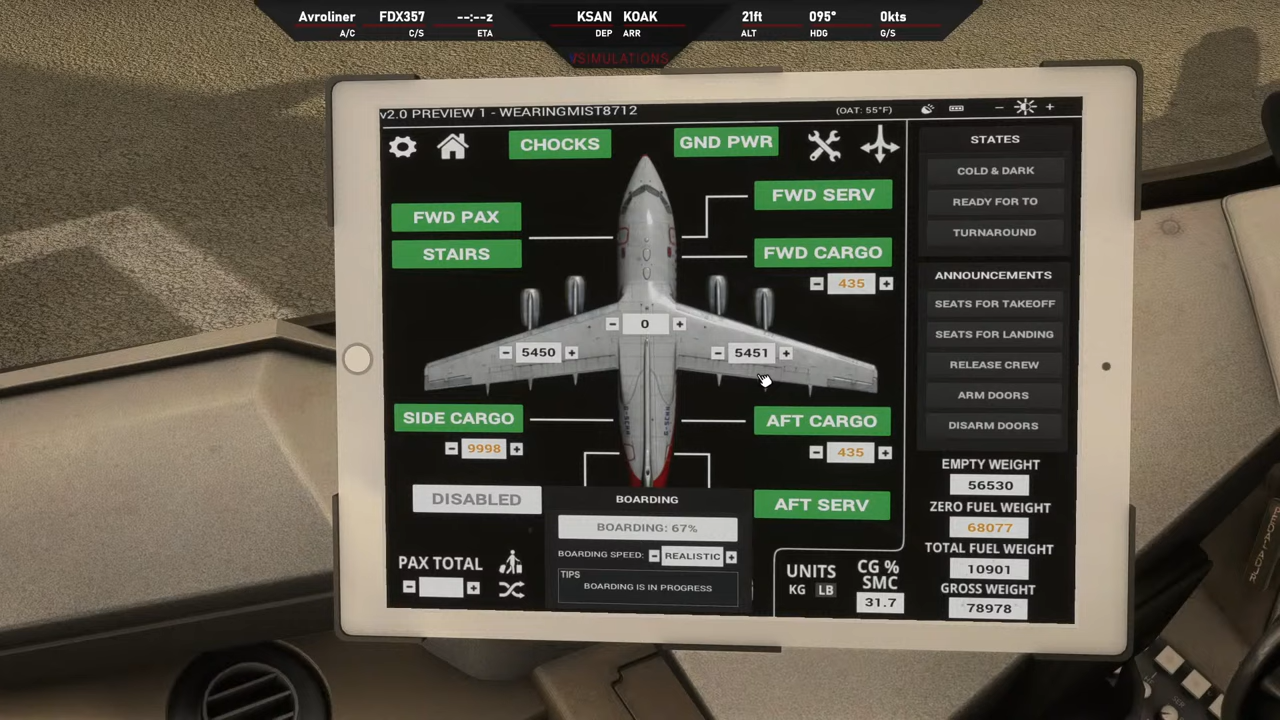 Avroliner FDX357 --:--z KSAN KOAK 21ft 095° 0kts
A/C C/S ETA DEP ARR ALT HDG G/S
VSIMULATIONS
v2.0 PREVIEW 1 - WEARINGMIST8712 (OAT: 55°F) - +
CHOCKS GND PWR
FWD PAX
STAIRS
FWD SERV
FWD CARGO
- 435 +
- 0 +
- 5450 + - 5451 +
SIDE CARGO
- 9998 +
AFT CARGO
- 435 +
DISABLED
AFT SERV
PAX TOTAL
- +
BOARDING
BOARDING: 67%
BOARDING SPEED: - REALISTIC +
TIPS
BOARDING IS IN PROGRESS
UNITS
KG LB
CG %
SMC
31.7
STATES
COLD & DARK
READY FOR TO
TURNAROUND
ANNOUNCEMENTS
SEATS FOR TAKEOFF
SEATS FOR LANDING
RELEASE CREW
ARM DOORS
DISARM DOORS
EMPTY WEIGHT
56530
ZERO FUEL WEIGHT
68077
TOTAL FUEL WEIGHT
10901
GROSS WEIGHT
78978